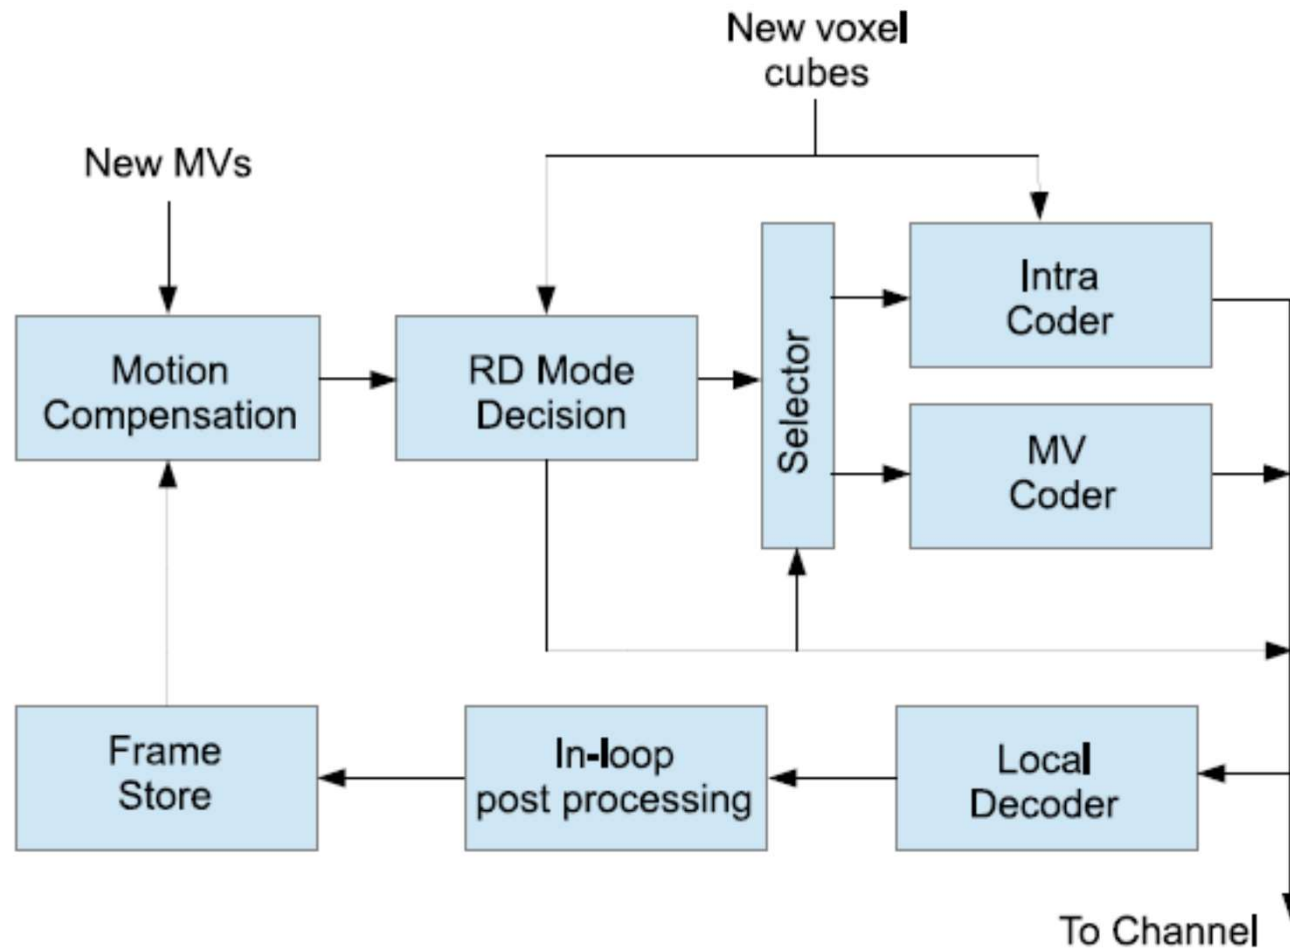 New voxel
cubes
New MVs
Intra
Coder
Motion
Compensation
RD Mode
Decision
Selector
MV
Coder
Frame
Store
In-loop
post processing
Local
Decoder
To Channel